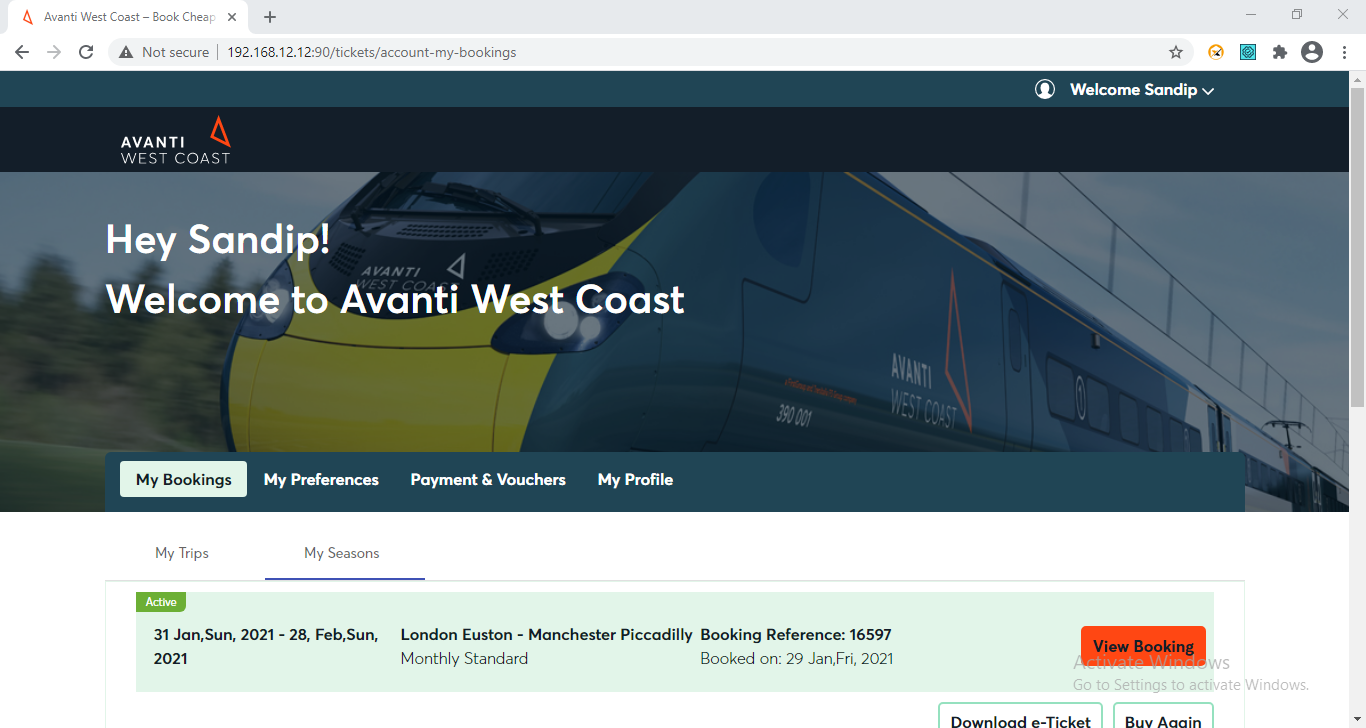 Avanti West Coast – Book Cheap
Not secure
192.168.12.12:90/tickets/account-my-bookings
Welcome Sandip
AVANTI
WEST COAST
Hey Sandip!
Welcome to Avanti West Coast
AVANTI
WEST COAST
AVANTI
WEST COAST
390 001
My Bookings
My Preferences
Payment & Vouchers
My Profile
My Trips
My Seasons
Active
31 Jan,Sun, 2021 - 28, Feb,Sun,
2021
London Euston - Manchester Piccadilly
Monthly Standard
Booking Reference: 16597
Booked on: 29 Jan,Fri, 2021
View Booking
Activate Windows
Go to Settings to activate Windows.
Download e-Ticket
Buy Again